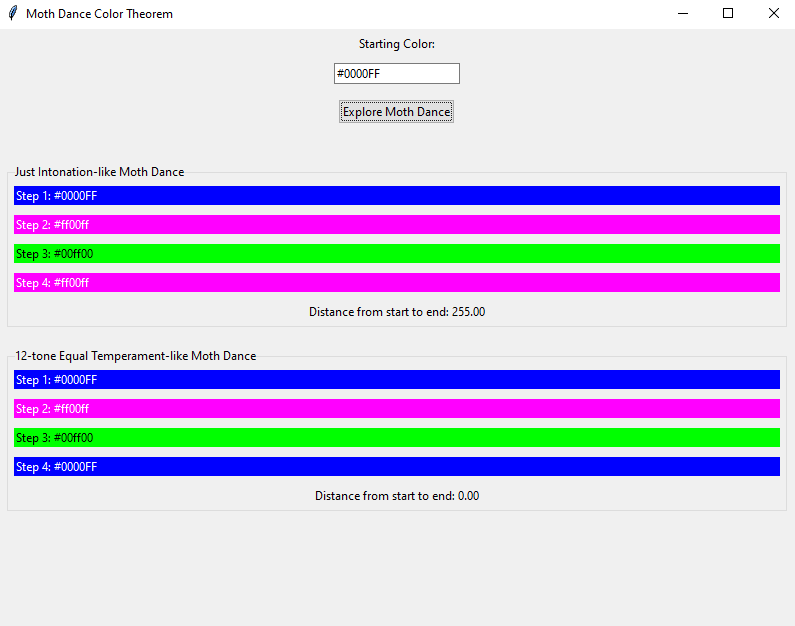 Moth Dance Color Theorem
Starting Color:
#0000FF
Explore Moth Dance
Just Intonation-like Moth Dance
Step 1: #0000FF
Step 2: #ff00ff
Step 3: #00ff00
Step 4: #ff00ff
Distance from start to end: 255.00
12-tone Equal Temperament-like Moth Dance
Step 1: #0000FF
Step 2: #ff00ff
Step 3: #00ff00
Step 4: #0000FF
Distance from start to end: 0.00